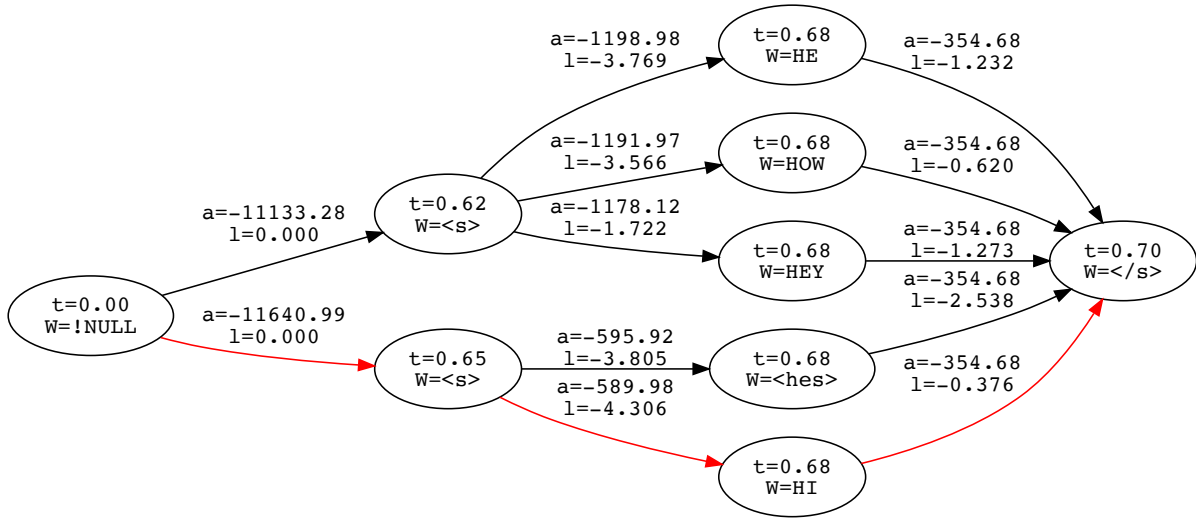 a=-1198.98
l=-3.769
t=0.68
W=HE
a=-354.68
l=-1.232
a=-1191.97
l=-3.566
t=0.68
W=HOW
a=-354.68
l=-0.620
a=-11133.28
l=0.000
t=0.62
W=<s>
a=-1178.12
l=-1.722
t=0.68
W=HEY
a=-354.68
l=-1.273
t=0.70
W=</s>
t=0.00
W=!NULL
a=-11640.99
l=0.000
t=0.65
W=<s>
a=-595.92
l=-3.805
t=0.68
W=<hes>
a=-354.68
l=-2.538
a=-589.98
l=-4.306
t=0.68
W=HI
a=-354.68
l=-0.376